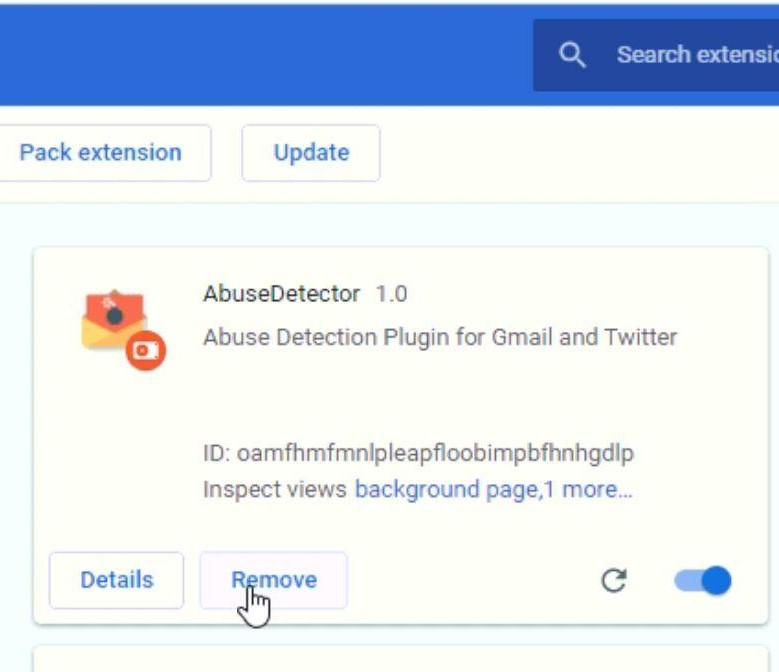 Search extensio
Pack extension
Update
AbuseDetector 1.0
Abuse Detection Plugin for Gmail and Twitter
ID: oamfhmfmnlpleapfloobimpbfhnhgdlp
Inspect views background page,1 more...
Details
Remove